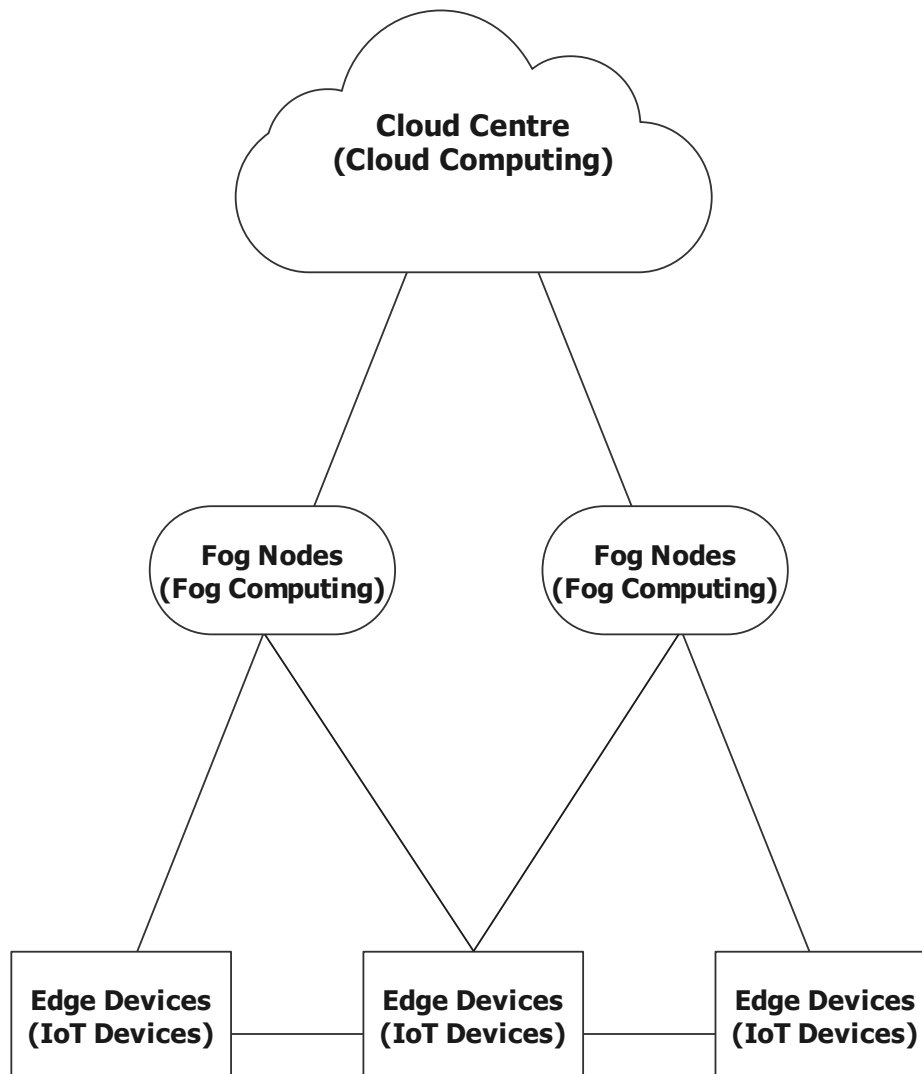 Cloud Centre
(Cloud Computing)
Fog Nodes
(Fog Computing)
Fog Nodes
(Fog Computing)
Edge Devices
(IoT Devices)
Edge Devices
(IoT Devices)
Edge Devices
(IoT Devices)